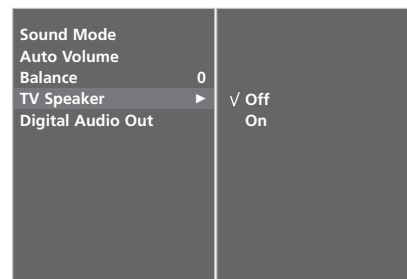 Sound Mode
Auto Volume
Balance 0
TV Speaker ►
Digital Audio Out
√ Off
On